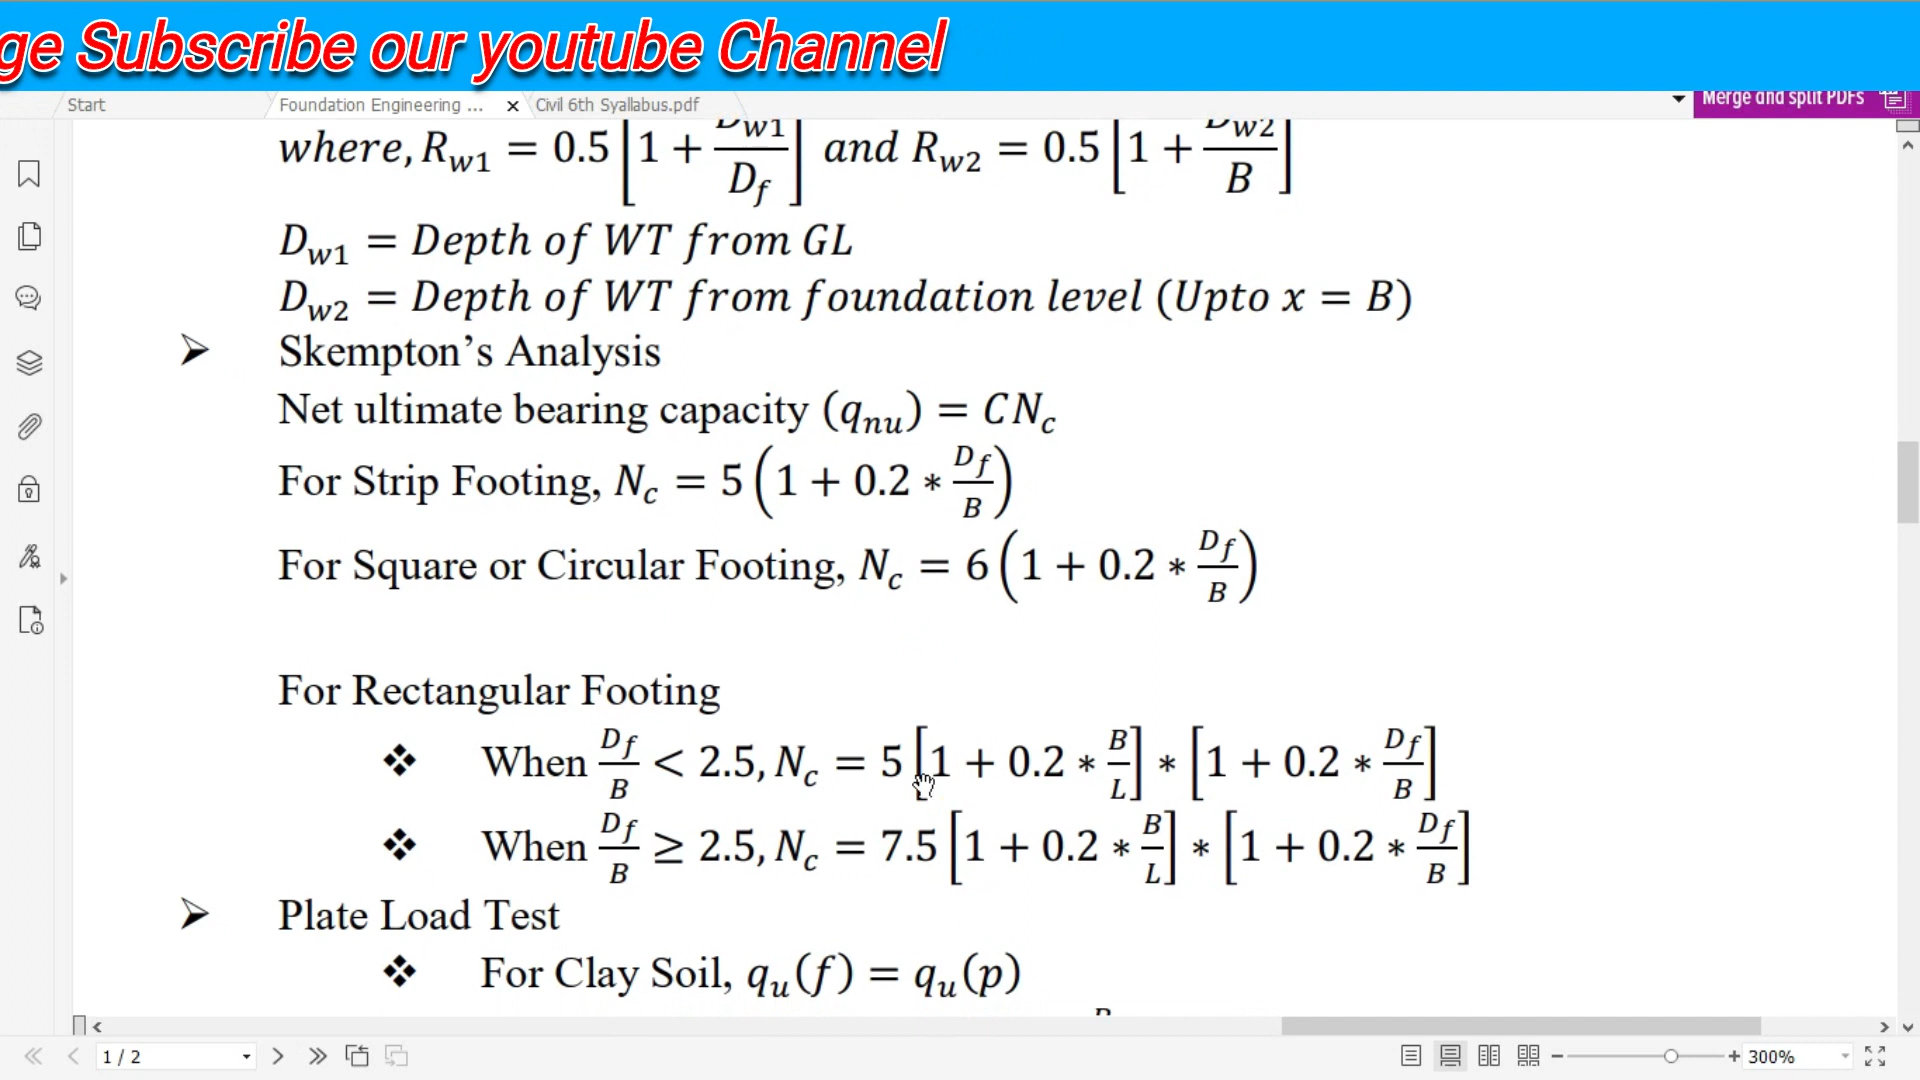 ge Subscribe our youtube Channel
Start
Foundation Engineering ...
Civil 6th Syallabus.pdf
Merge and split PDFs
where, R_w1 = 0.5 [1 + D_w1/D_f] and R_w2 = 0.5 [1 + D_w2/B]
D_w1 = Depth of WT from GL
D_w2 = Depth of WT from foundation level (Upto x = B)
➢ Skempton’s Analysis
Net ultimate bearing capacity (q_nu) = CN_c
For Strip Footing, N_c = 5 (1 + 0.2 * D_f/B)
For Square or Circular Footing, N_c = 6 (1 + 0.2 * D_f/B)
For Rectangular Footing
❖ When D_f/B < 2.5, N_c = 5 [1 + 0.2 * B/L] * [1 + 0.2 * D_f/B]
❖ When D_f/B ≥ 2.5, N_c = 7.5 [1 + 0.2 * B/L] * [1 + 0.2 * D_f/B]
➢ Plate Load Test
❖ For Clay Soil, q_u(f) = q_u(p)
1 / 2
300%